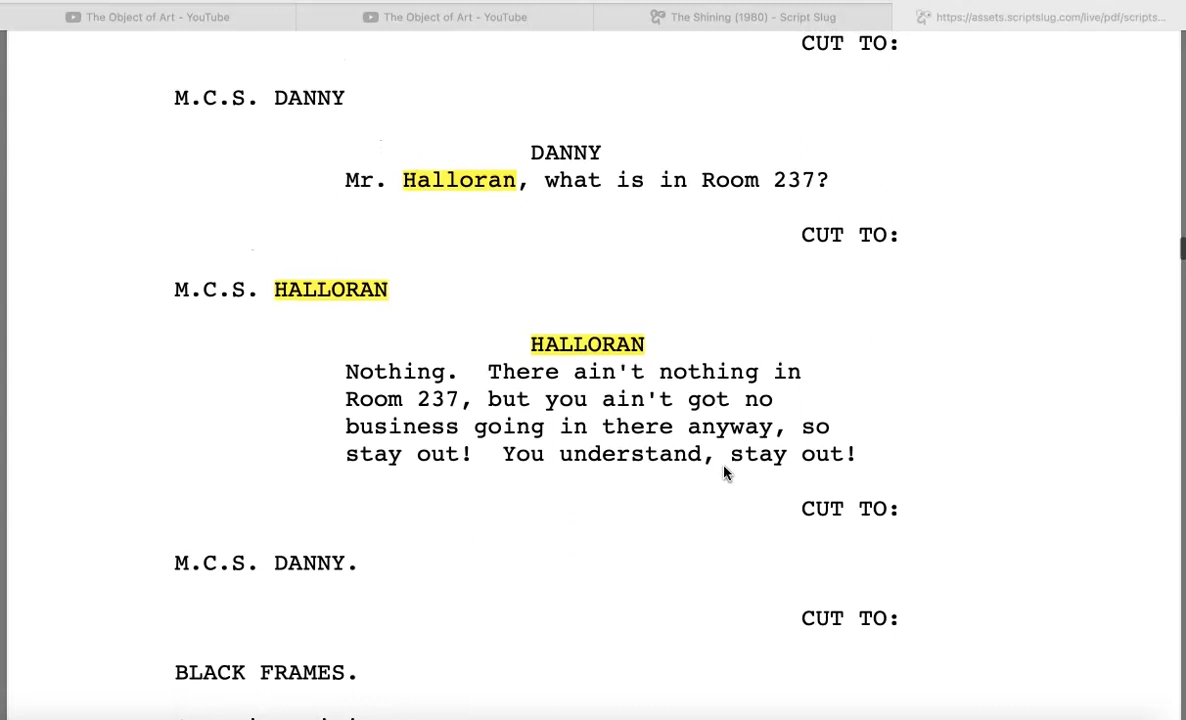 The Object of Art - YouTube
The Object of Art - YouTube
The Shining (1980) - Script Slug
https://assets.scriptslug.com/live/pdf/scripts...
CUT TO:
M.C.S. DANNY
DANNY
Mr. Halloran, what is in Room 237?
CUT TO:
M.C.S. HALLORAN
HALLORAN
Nothing. There ain't nothing in
Room 237, but you ain't got no
business going in there anyway, so
stay out! You understand, stay out!
CUT TO:
M.C.S. DANNY.
CUT TO:
BLACK FRAMES.